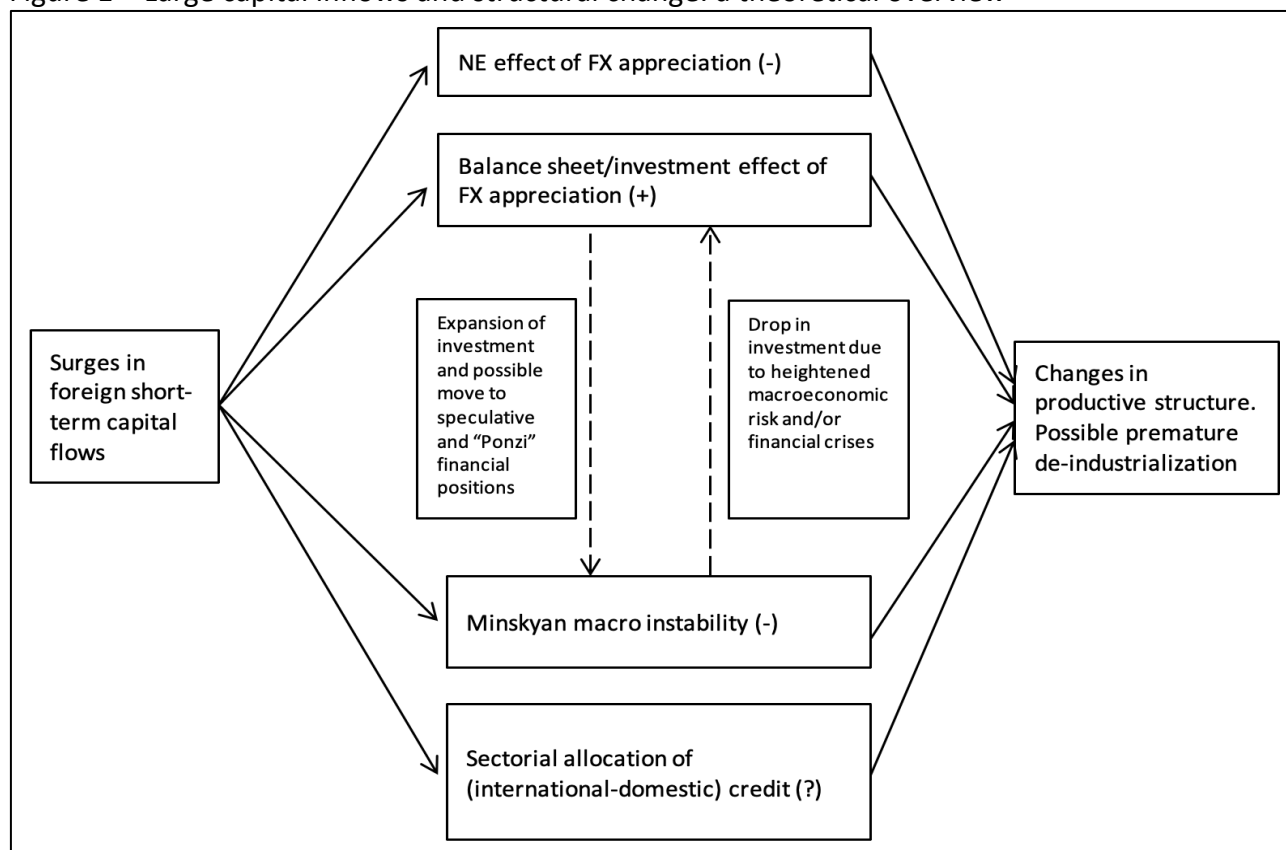 NE effect of FX appreciation (-)
Balance sheet/investment effect of
FX appreciation (+)
Expansion of
investment
and possible
move to
speculative
and “Ponzi”
financial
positions
Drop in
investment due
to heightened
macroeconomic
risk and/or
financial crises
Surges in
foreign short-
term capital
flows
Changes in
productive structure.
Possible premature
de-industrialization
Minskyan macro instability (-)
Sectorial allocation of
(international-domestic) credit (?)